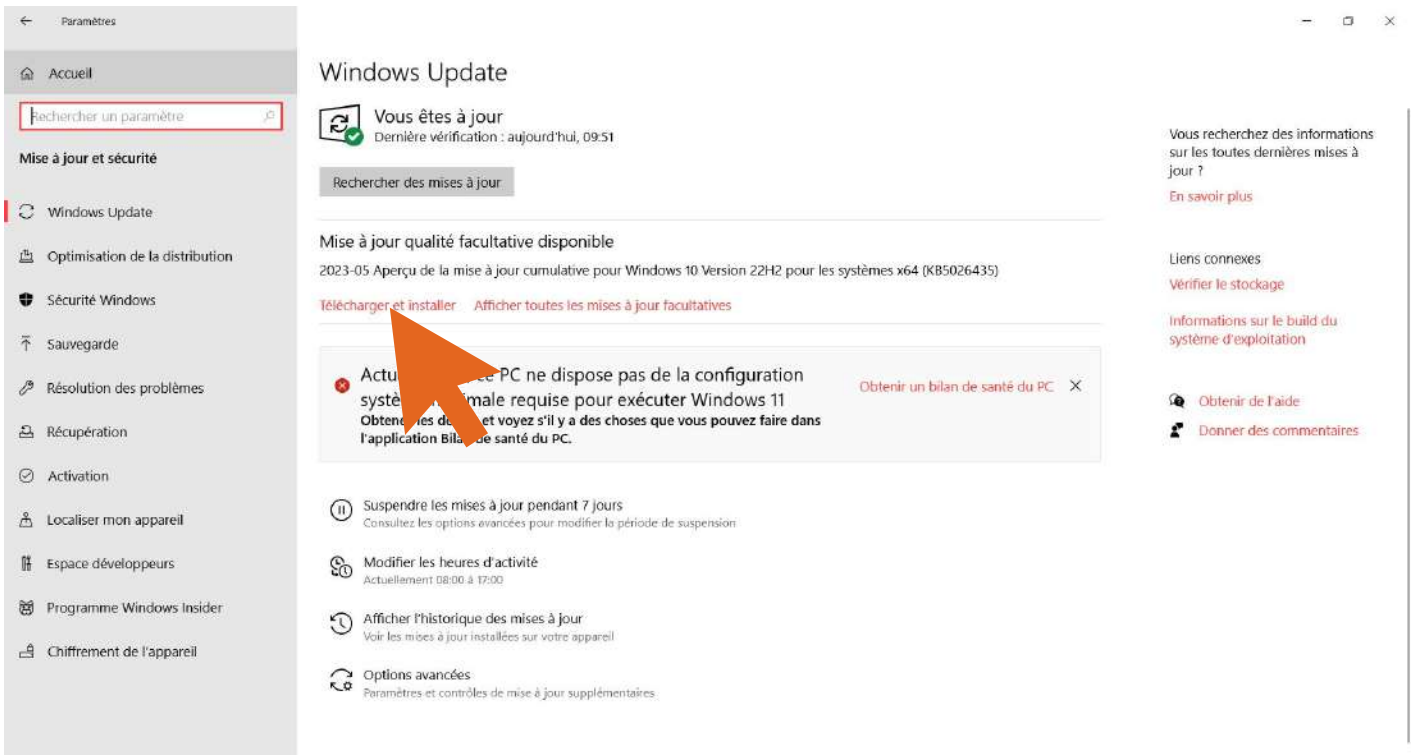 Paramètres
Accueil
Rechercher un paramètre
Mise à jour et sécurité
Windows Update
Optimisation de la distribution
Sécurité Windows
Sauvegarde
Résolution des problèmes
Récupération
Activation
Localiser mon appareil
Espace développeurs
Programme Windows Insider
Chiffrement de l'appareil
Windows Update
Vous êtes à jour
Dernière vérification : aujourd'hui, 09:51
Rechercher des mises à jour
Mise à jour qualité facultative disponible
2023-05 Aperçu de la mise à jour cumulative pour Windows 10 Version 22H2 pour les systèmes x64 (KB5026435)
Télécharger et installer Afficher toutes les mises à jour facultatives
PC ne dispose pas de la configuration
requise pour exécuter Windows 11
et voyez s'il y a des choses que vous pouvez faire dans
l'application de santé du PC.
Obtenir un bilan de santé du PC
Suspendre les mises à jour pendant 7 jours
Consultez les options avancées pour modifier la période de suspension
Modifier les heures d'activité
Actuellement 08:00 à 17:00
Afficher l'historique des mises à jour
Voir les mises à jour installées sur votre appareil
Options avancées
Paramètres et contrôles de mise à jour supplémentaires
Vous recherchez des informations
sur les toutes dernières mises à
jour ?
En savoir plus
Liens connexes
Vérifier le stockage
Informations sur le build du
système d'exploitation
Obtenir de l'aide
Donner des commentaires